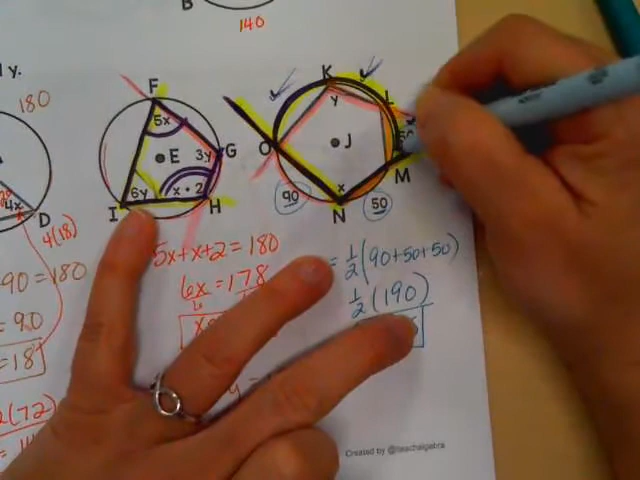 B
140
y.
180
F
5x
E
3y
G
6y
x + 2
I
H
K
y
L
O
J
M
x
N
90
50
4x
D
4(18)
5x+x+2=180
6x=178
-90=180
= 90
= 18
2(72)
= 1/2(90+50+50)
1/2(190)
Created by @iteachalgebra